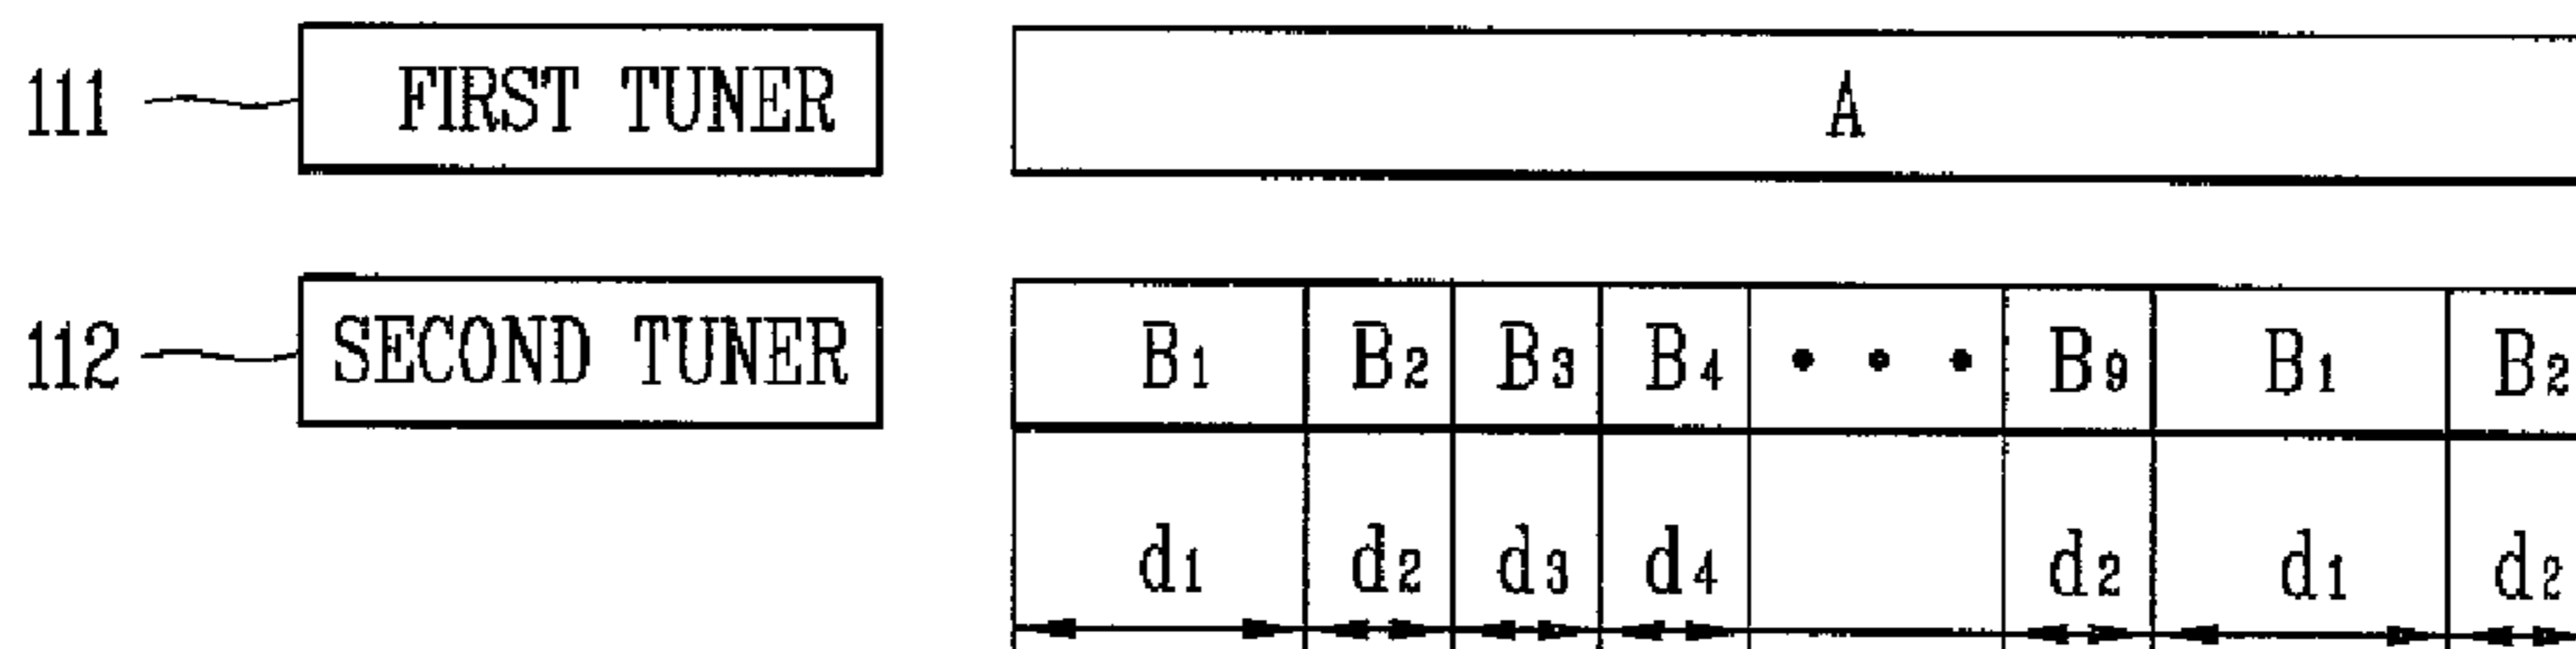 111 FIRST TUNER A
112 SECOND TUNER B1 B2 B3 B4 • • • B9 B1 B2
d1 d2 d3 d4 d2 d1 d2